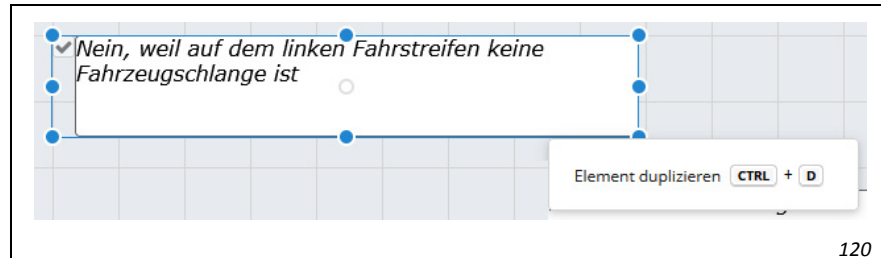 Nein, weil auf dem linken Fahrstreifen keine
Fahrzeugschlange ist
Element duplizieren CTRL + D
120